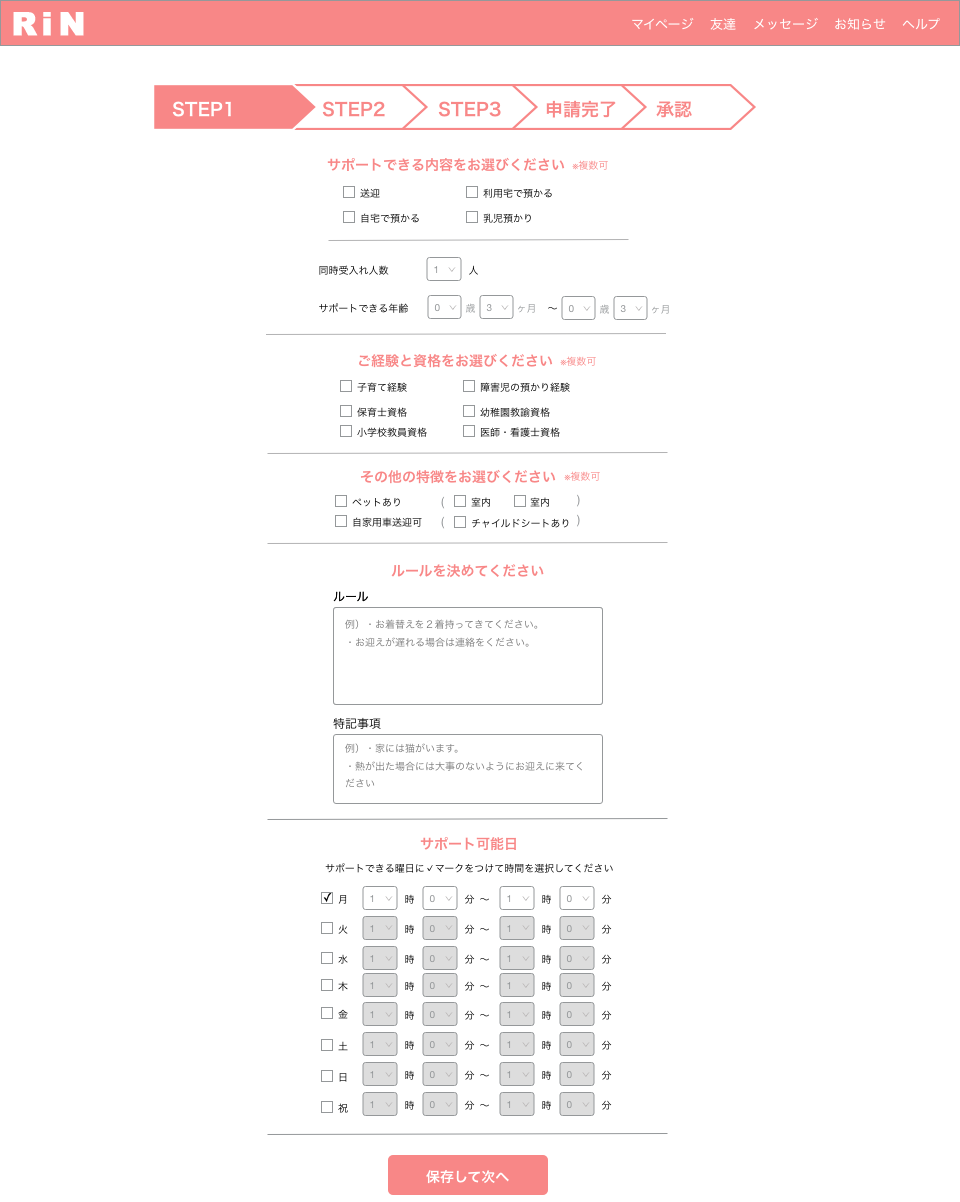 RiN マイページ 友達 メッセージ お知らせ ヘルプ
STEP1 STEP2 STEP3 申請完了 承認
サポートできる内容をお選びください ※複数可
送迎 利用宅で預かる
自宅で預かる 乳児預かり
同時受入れ人数 1 人
サポートできる年齢 0 歳 3 ヶ月 〜 0 歳 3 ヶ月
ご経験と資格をお選びください ※複数可
子育て経験 障害児の預かり経験
保育士資格 幼稚園教諭資格
小学校教員資格 医師・看護士資格
その他の特徴をお選びください ※複数可
ペットあり ( 室内 室内 )
自家用車送迎可 ( チャイルドシートあり )
ルールを決めてください
ルール
例）・お着替えを２着持ってきてください。
・お迎えが遅れる場合は連絡をください。
特記事項
例）・家には猫がいます。
・熱が出た場合には大事のないようにお迎えに来てく
ださい
サポート可能日
サポートできる曜日に✓マークをつけて時間を選択してください
✓ 月 1 時 0 分 〜 1 時 0 分
火 1 時 0 分 〜 1 時 0 分
水 1 時 0 分 〜 1 時 0 分
木 1 時 0 分 〜 1 時 0 分
金 1 時 0 分 〜 1 時 0 分
土 1 時 0 分 〜 1 時 0 分
日 1 時 0 分 〜 1 時 0 分
祝 1 時 0 分 〜 1 時 0 分
保存して次へ